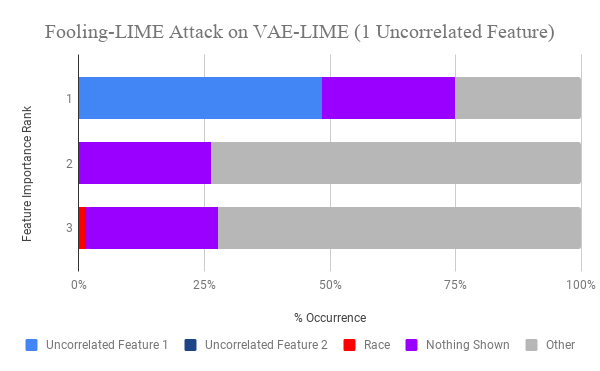 Fooling-LIME Attack on VAE-LIME (1 Uncorrelated Feature)
Feature Importance Rank
1
2
3
0% 25% 50% 75% 100%
% Occurrence
Uncorrelated Feature 1 Uncorrelated Feature 2 Race Nothing Shown Other